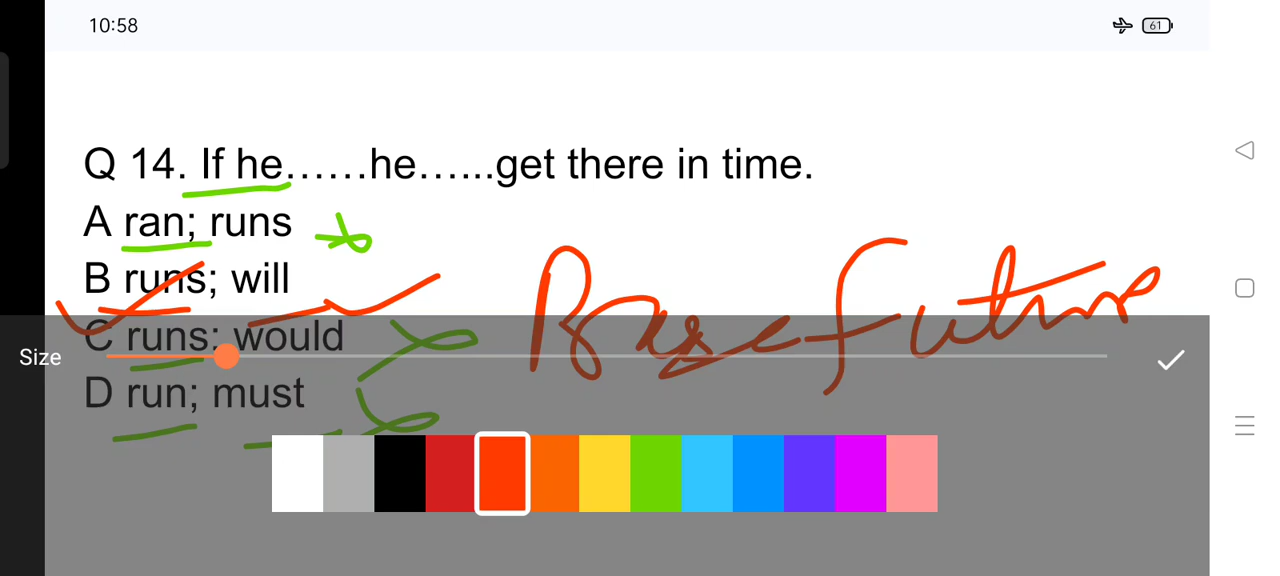 10:58
61
Q 14. If he……he…...get there in time.
A ran; runs
B runs; will
C runs; would
Size
D run; must
Base future